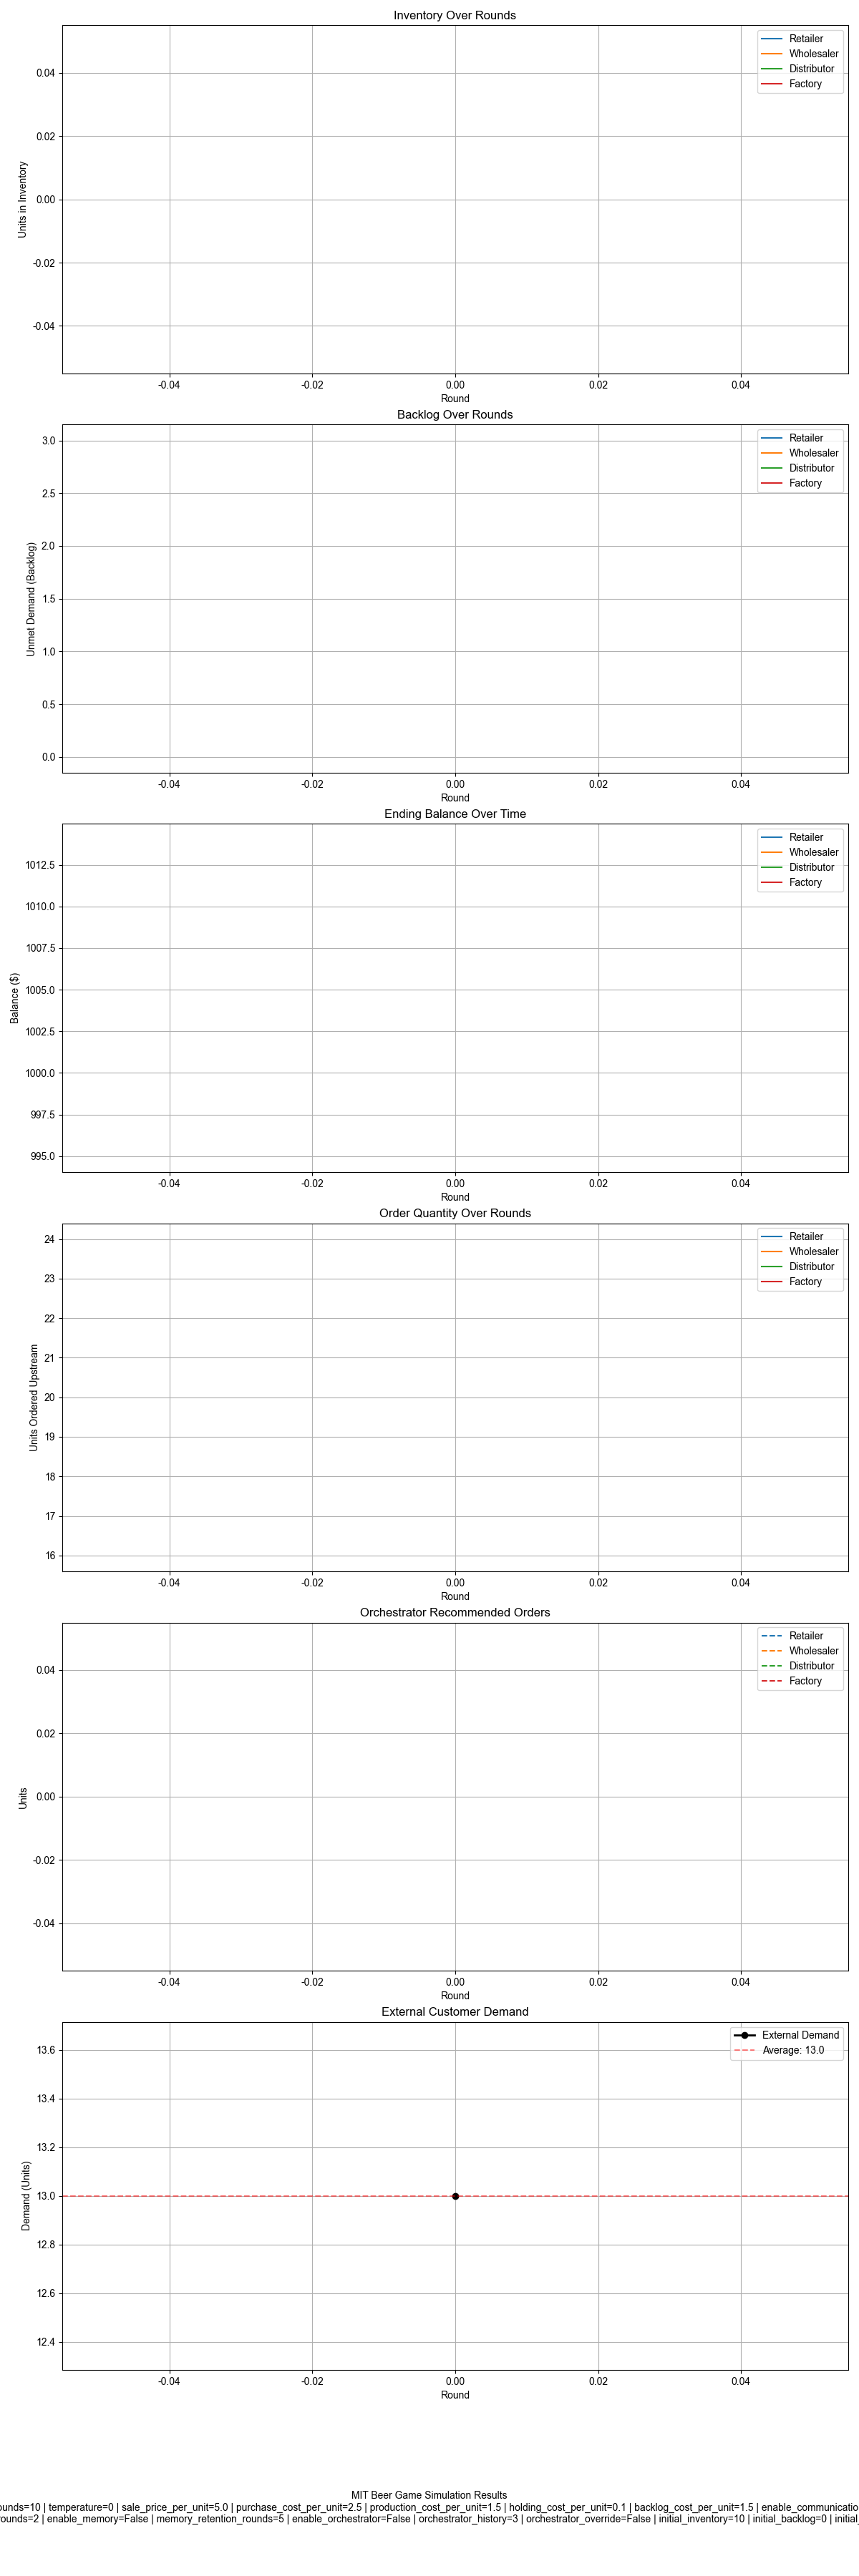 Inventory Over Rounds
Retailer
Wholesaler
Distributor
Factory
0.04
0.02
0.00
-0.02
-0.04
Units in Inventory
-0.04 -0.02 0.00 0.02 0.04
Round
Backlog Over Rounds
Retailer
Wholesaler
Distributor
Factory
3.0
2.5
2.0
1.5
1.0
0.5
0.0
Unmet Demand (Backlog)
-0.04 -0.02 0.00 0.02 0.04
Round
Ending Balance Over Time
Retailer
Wholesaler
Distributor
Factory
1012.5
1010.0
1007.5
1005.0
1002.5
1000.0
997.5
995.0
Balance ($)
-0.04 -0.02 0.00 0.02 0.04
Round
Order Quantity Over Rounds
Retailer
Wholesaler
Distributor
Factory
24
23
22
21
20
19
18
17
16
Units Ordered Upstream
-0.04 -0.02 0.00 0.02 0.04
Round
Orchestrator Recommended Orders
Retailer
Wholesaler
Distributor
Factory
0.04
0.02
0.00
-0.02
-0.04
Units
-0.04 -0.02 0.00 0.02 0.04
Round
External Customer Demand
External Demand
Average: 13.0
13.6
13.4
13.2
13.0
12.8
12.6
12.4
Demand (Units)
-0.04 -0.02 0.00 0.02 0.04
Round
MIT Beer Game Simulation Results
ounds=10 | temperature=0 | sale_price_per_unit=5.0 | purchase_cost_per_unit=2.5 | production_cost_per_unit=1.5 | holding_cost_per_unit=0.1 | backlog_cost_per_unit=1.5 | enable_communicatio
ounds=2 | enable_memory=False | memory_retention_rounds=5 | enable_orchestrator=False | orchestrator_history=3 | orchestrator_override=False | initial_inventory=10 | initial_backlog=0 | initial_